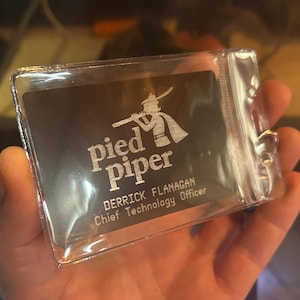 pied
piper
DERRICK FLANAGAN
Chief Technology Officer